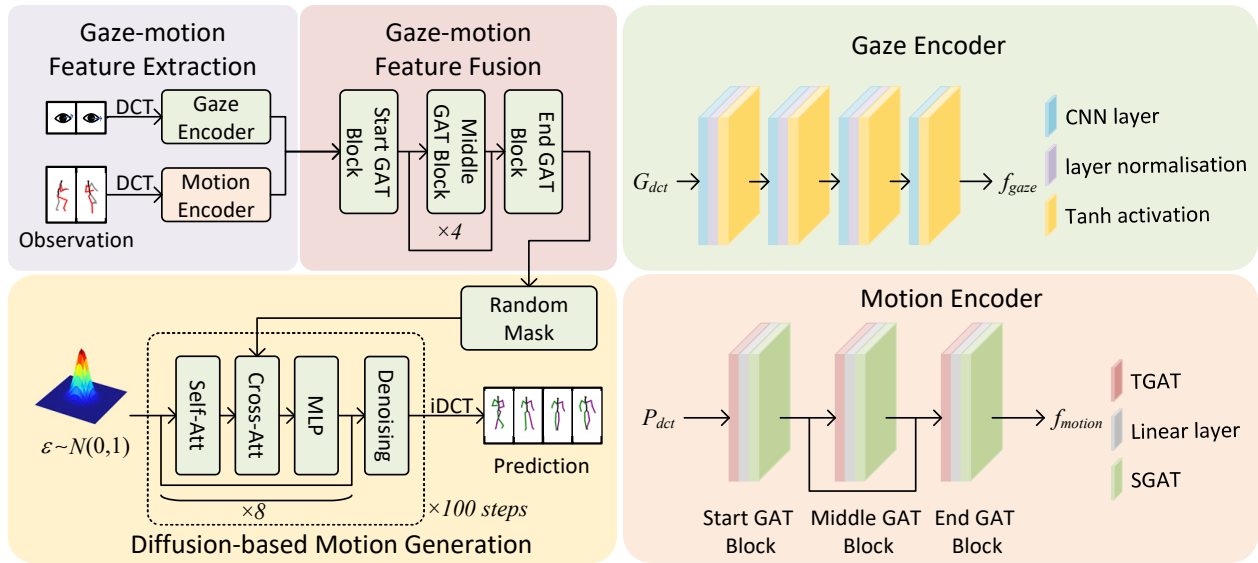 Gaze-motion
Feature Extraction
DCT
Gaze
Encoder
DCT
Motion
Encoder
Observation
Gaze-motion
Feature Fusion
Start GAT
Block
Middle
GAT Block
End GAT
Block
×4
Random
Mask
ε~N(0,1)
Self-Att
Cross-Att
MLP
Denoising
iDCT
Prediction
×8
×100 steps
Diffusion-based Motion Generation
Gaze Encoder
G_dct
f_gaze
CNN layer
layer normalisation
Tanh activation
Motion Encoder
P_dct
f_motion
TGAT
Linear layer
SGAT
Start GAT
Block
Middle GAT
Block
End GAT
Block